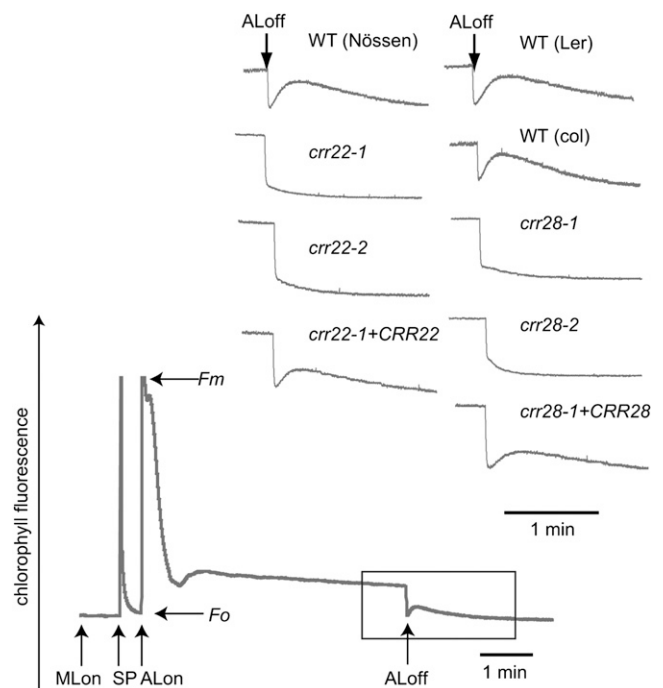 ALoff
WT (Nössen)
ALoff
WT (Ler)
WT (col)
crr22-1
crr28-1
crr22-2
crr28-2
crr22-1+CRR22
crr28-1+CRR28
1 min
chlorophyll fluorescence
Fm
Fo
MLon SP ALon
ALoff
1 min